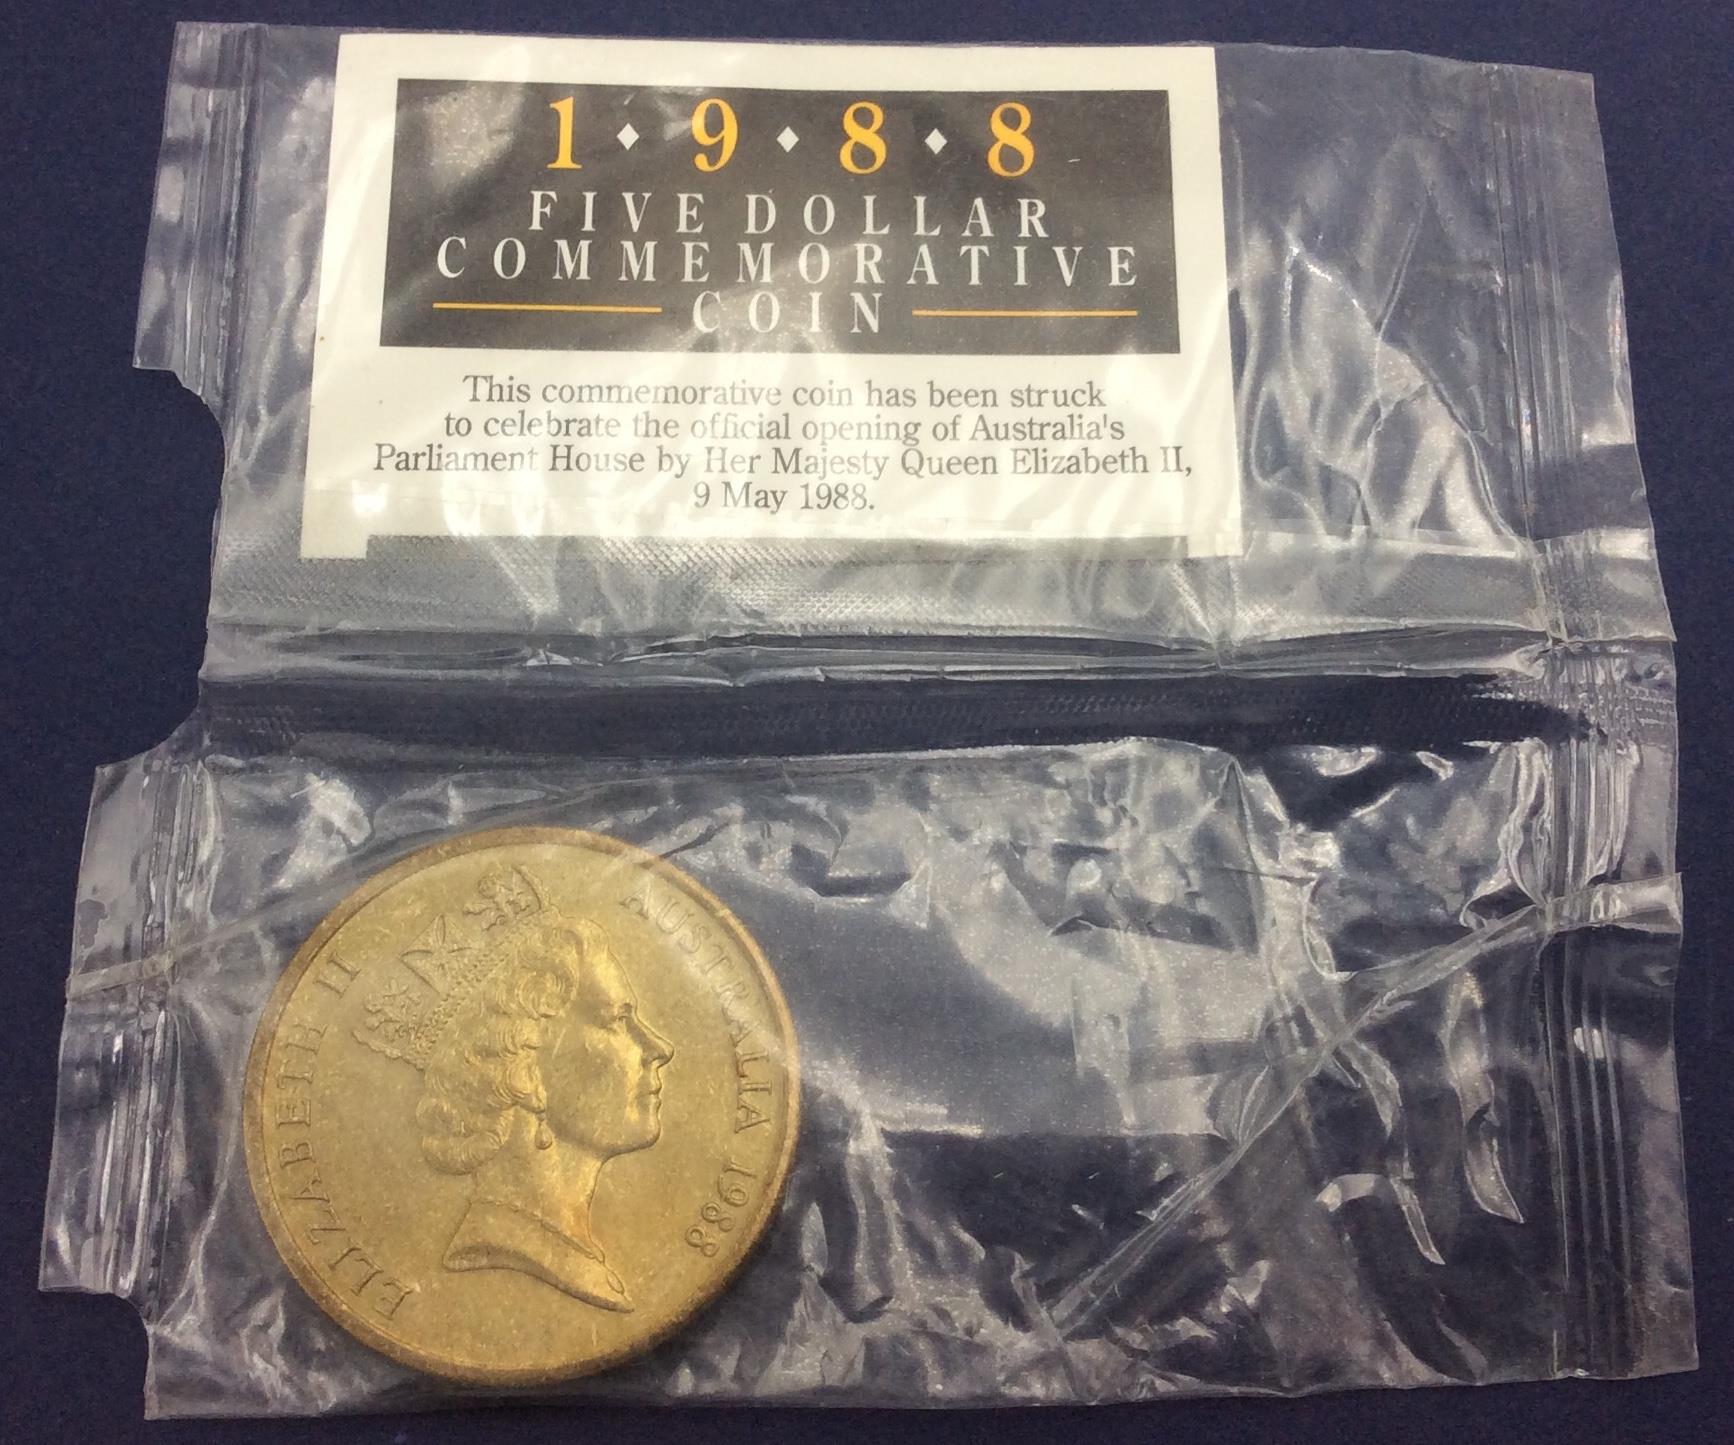 1 ⬥ 9 ⬥ 8 ⬥ 8
FIVE DOLLAR
COMMEMORATIVE
COIN
This commemorative coin has been struck
to celebrate the official opening of Australia's
Parliament House by Her Majesty Queen Elizabeth II,
9 May 1988.
ELIZABETH II
AUSTRALIA 1988